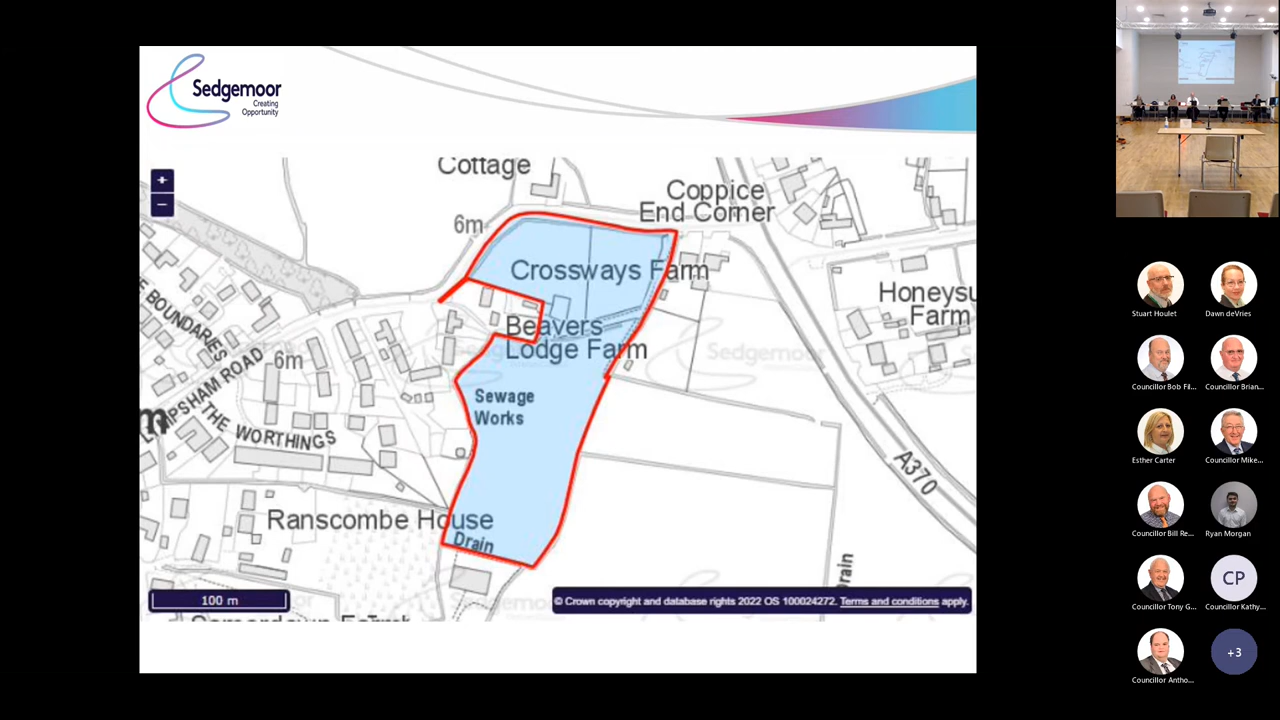 Sedgemoor
Creating
Opportunity
+
−
Cottage
Coppice
End Corner
6m
Crossways Farm
Honeysu
Farm
Beavers
Lodge Farm
E BOUNDARIES
6m
Sedgemoor
Sewage
Works
m
LYMPSHAM ROAD
THE WORTHINGS
A370
Ranscombe House
Drain
Drain
100 m
© Crown copyright and database rights 2022 OS 100024272. Terms and conditions apply.
Stuart Houlet
Dawn deVries
Councillor Bob Fil...
Councillor Brian...
Esther Carter
Councillor Mike...
Councillor Bill Re...
Ryan Morgan
Councillor Tony G...
CP
Councillor Kathy...
Councillor Antho...
+3